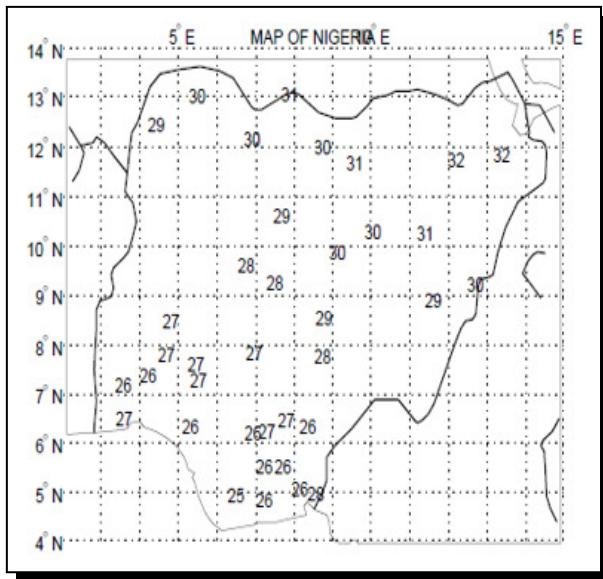 5° E MAP OF NIGERIA E 15° E
14° N
13° N 30 31
29
12° N 30 30 32 32
31
11° N
29
10° N 30 31
30
28
9° N 28 29 30
27 29
8° N 27 27 28
27
7° N 26 27 27
27 26 27 26
6° N 26 27
26 26
5° N 25 26 26 28
4° N